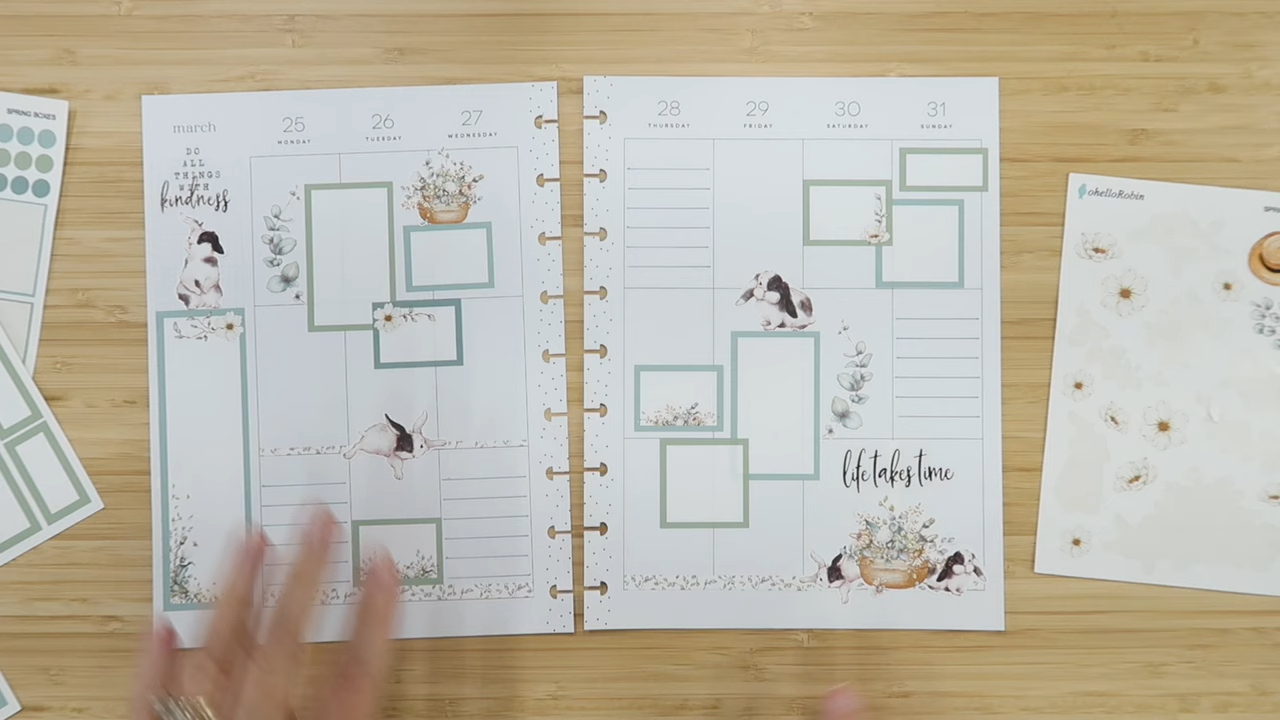 SPRING BOXES
march
DO
ALL
THINGS
WITH
kindness
25
MONDAY
26
TUESDAY
27
WEDNESDAY
28
THURSDAY
29
FRIDAY
30
SATURDAY
31
SUNDAY
life takes time
ohelloRobin